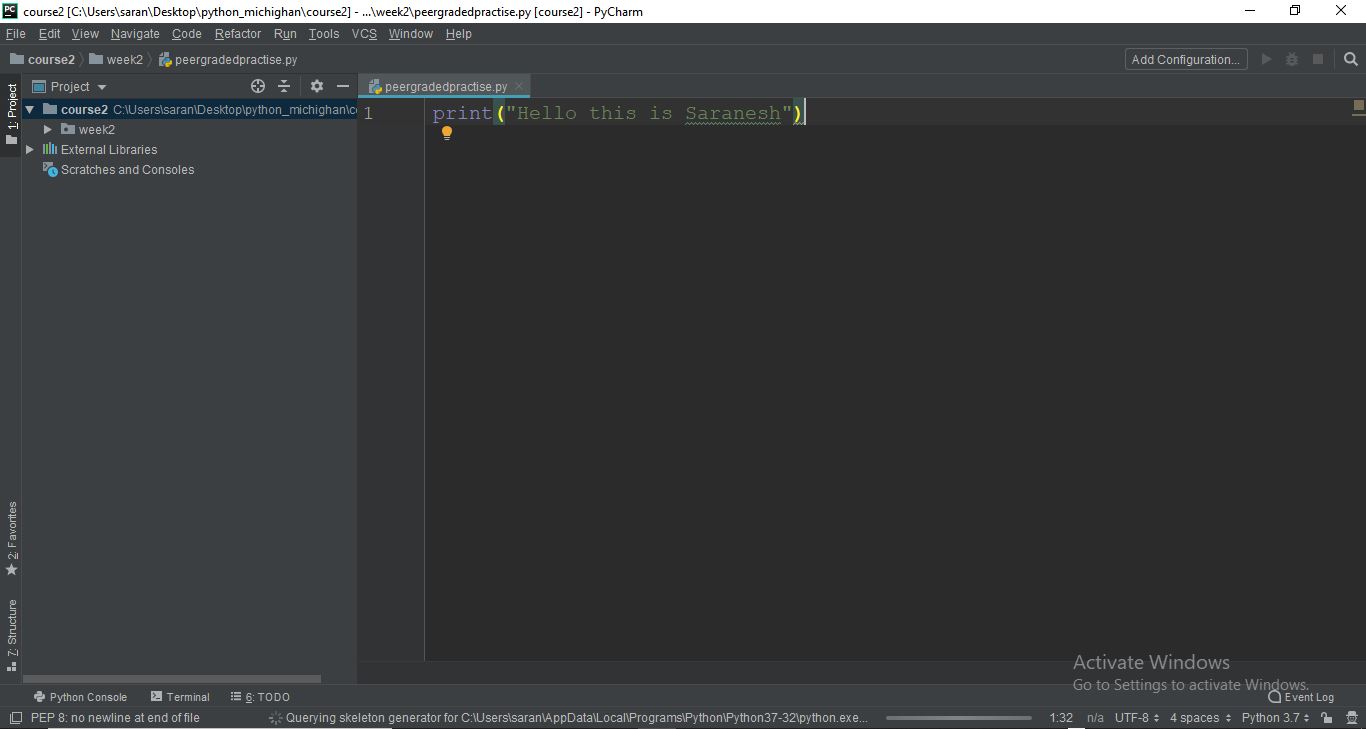 course2 [C:\Users\saran\Desktop\python_michighan\course2] - ...\week2\peergradedpractise.py [course2] - PyCharm
File Edit View Navigate Code Refactor Run Tools VCS Window Help
course2 week2 peergradedpractise.py Add Configuration...
1: Project
Project
peergradedpractise.py
course2 C:\Users\saran\Desktop\python_michighan\co
week2
External Libraries
Scratches and Consoles
1 print("Hello this is Saranesh")
2: Favorites
7: Structure
Activate Windows
Go to Settings to activate Windows.
Python Console Terminal 6: TODO Event Log
PEP 8: no newline at end of file Querying skeleton generator for C:\Users\saran\AppData\Local\Programs\Python\Python37-32\python.exe... 1:32 n/a UTF-8 4 spaces Python 3.7